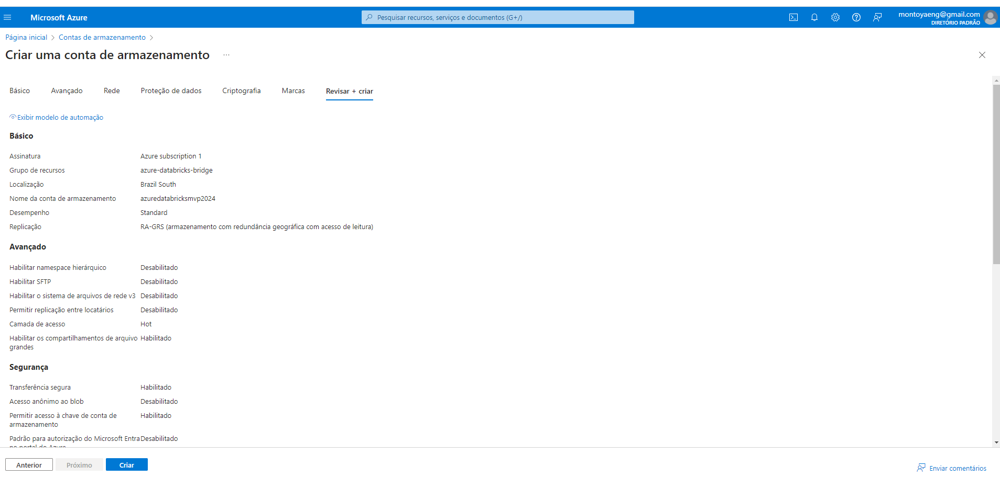 Microsoft Azure
Pesquisar recursos, serviços e documentos (G+/)
montoyaeng@gmail.com
DIRETÓRIO PADRÃO
Página inicial > Contas de armazenamento >
Criar uma conta de armazenamento ...
Básico Avançado Rede Proteção de dados Criptografia Marcas Revisar + criar
Exibir modelo de automação
Básico
Assinatura Azure subscription 1
Grupo de recursos azure-databricks-bridge
Localização Brazil South
Nome da conta de armazenamento azuredatabricksmvp2024
Desempenho Standard
Replicação RA-GRS (armazenamento com redundância geográfica com acesso de leitura)
Avançado
Habilitar namespace hierárquico Desabilitado
Habilitar SFTP Desabilitado
Habilitar o sistema de arquivos de rede v3 Desabilitado
Permitir replicação entre locatários Desabilitado
Camada de acesso Hot
Habilitar os compartilhamentos de arquivo Habilitado
grandes
Segurança
Transferência segura Habilitado
Acesso anônimo ao blob Desabilitado
Permitir acesso à chave de conta de Habilitado
armazenamento
Padrão para autorização do Microsoft Entra Desabilitado
no portal do Azure
Anterior Próximo Criar
Enviar comentários